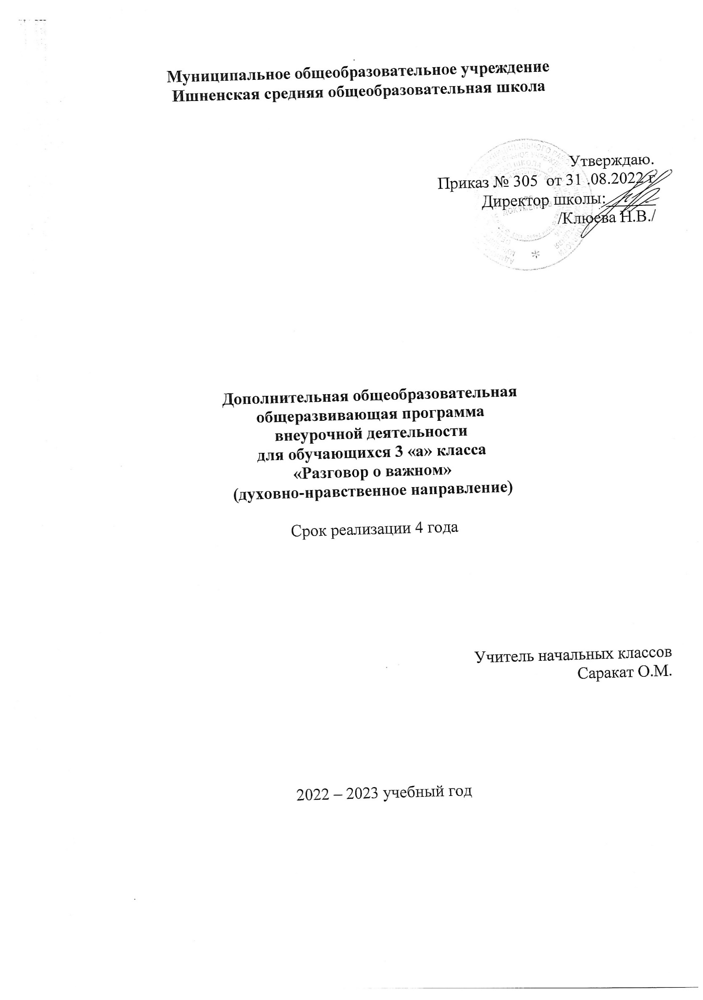 Муниципальное общеобразовательное учреждение
Ишненская средняя общеобразовательная школа
Утверждаю.
Приказ № 305 от 31 .08.2022 г
Директор школы:
/Клюева Н.В./
ДОКУМЕНТОВ
Дополнительная общеобразовательная
общеразвивающая программа
внеурочной деятельности
для обучающихся 3 «а» класса
«Разговор о важном»
(духовно-нравственное направление)
Срок реализации 4 года
Учитель начальных классов
Саракат О.М.
2022 – 2023 учебный год